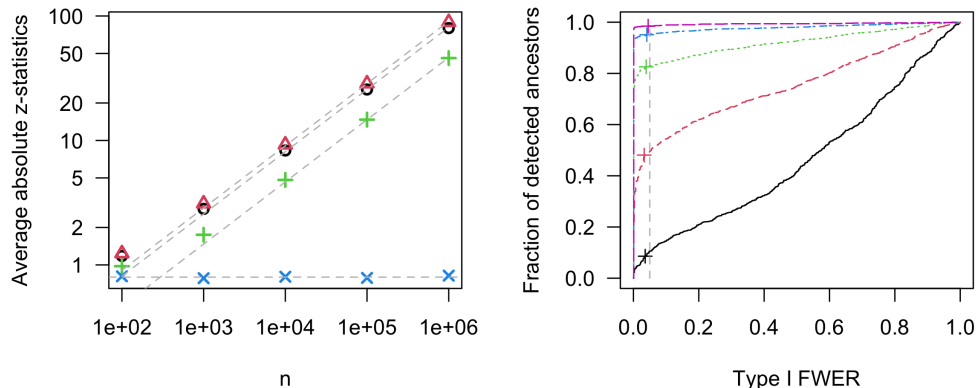 Average absolute z-statistics
100
50
20
10
5
2
1
1e+02 1e+03 1e+04 1e+05 1e+06
n
Fraction of detected ancestors
1.0
0.8
0.6
0.4
0.2
0.0
0.0 0.2 0.4 0.6 0.8 1.0
Type I FWER